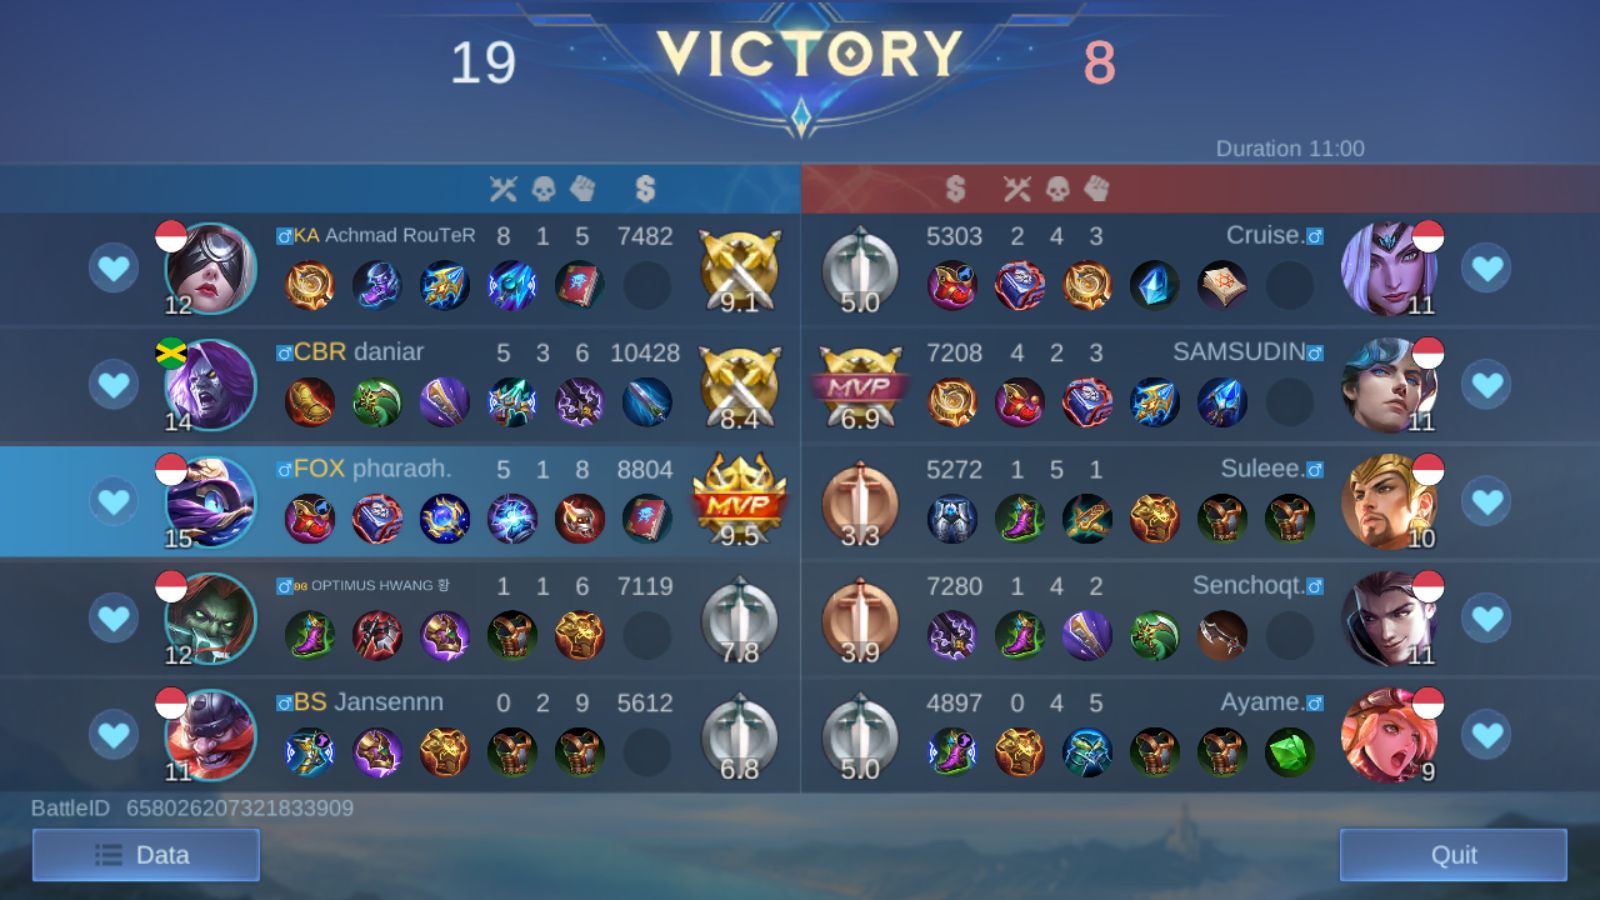 19 VICTORY 8
Duration 11:00
KA Achmad RouTeR 8 1 5 7482
12 9.1
5.0 5303 2 4 3 Cruise.
11
CBR daniar 5 3 6 10428
14 8.4
MVP 6.9 7208 4 2 3 SAMSUDIN
11
FOX pharaoh. 5 1 8 8804
15 MVP 9.5
3.3 5272 1 5 1 Suleee.
10
OPTIMUS HWANG 황 1 1 6 7119
12 7.8
3.9 7280 1 4 2 Senchoqt.
11
BS Jansennn 0 2 9 5612
11 6.8
5.0 4897 0 4 5 Ayame.
9
BattleID 658026207321833909
Data
Quit